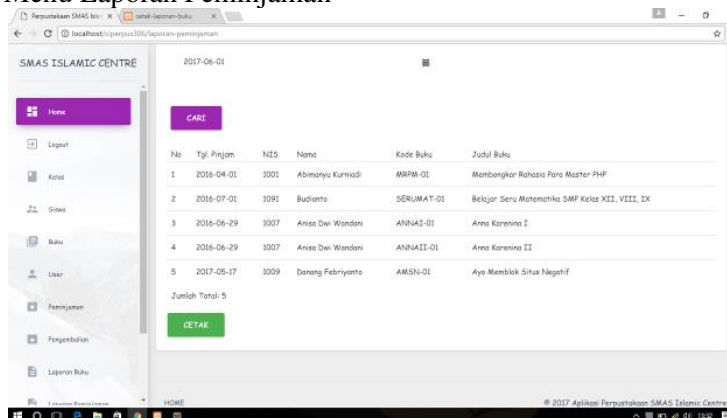 Menu Laporan Peminjaman
Perpustakaan SMAS Isla
cetak-laporan-buku
localhost/ciperpus306/laporan-peminjaman
SMAS ISLAMIC CENTRE
2017-06-01
Home
CARI
Logout
Kelas
Siswa
Buku
User
Peminjaman
Pengembalian
Laporan Buku
Laporan Peminjaman
No Tgl. Pinjam NIS Nama Kode Buku Judul Buku
1 2016-04-01 1001 Abimanyu Kurniadi MRPM-01 Membongkar Rahasia Para Master PHP
2 2016-07-01 1091 Budianto SERUMAT-01 Belajar Seru Matematika SMP Kelas XII, VIII, IX
3 2016-06-29 1007 Anisa Dwi Wandani ANNAI-01 Anna Karenina I
4 2016-06-29 1007 Anisa Dwi Wandani ANNAII-01 Anna Karenina II
5 2017-05-17 1009 Danang Febriyanto AMSN-01 Ayo Memblok Situs Negatif
Jumlah Total: 5
CETAK
HOME
© 2017 Aplikasi Perpustakaan SMAS Islamic Centre
13:32